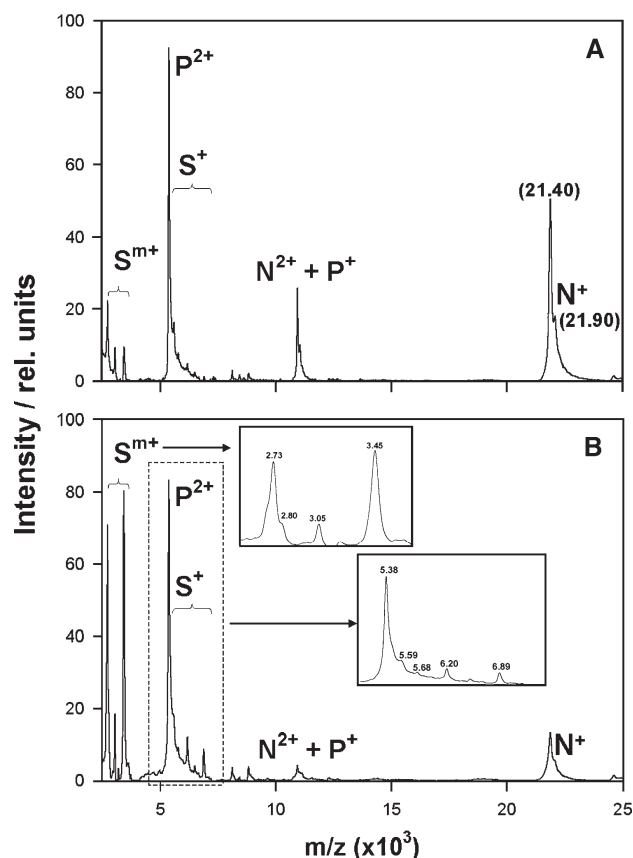 Intensity / rel. units
100
80
60
40
20
0
A
P2+
S+
Sm+
N2+ + P+
(21.40)
N+
(21.90)
100
80
60
40
20
0
B
Sm+
P2+
S+
2.73
2.80
3.05
3.45
5.38
5.59
5.68
6.20
6.89
N2+ + P+
N+
5
10
15
20
25
m/z (x10³)